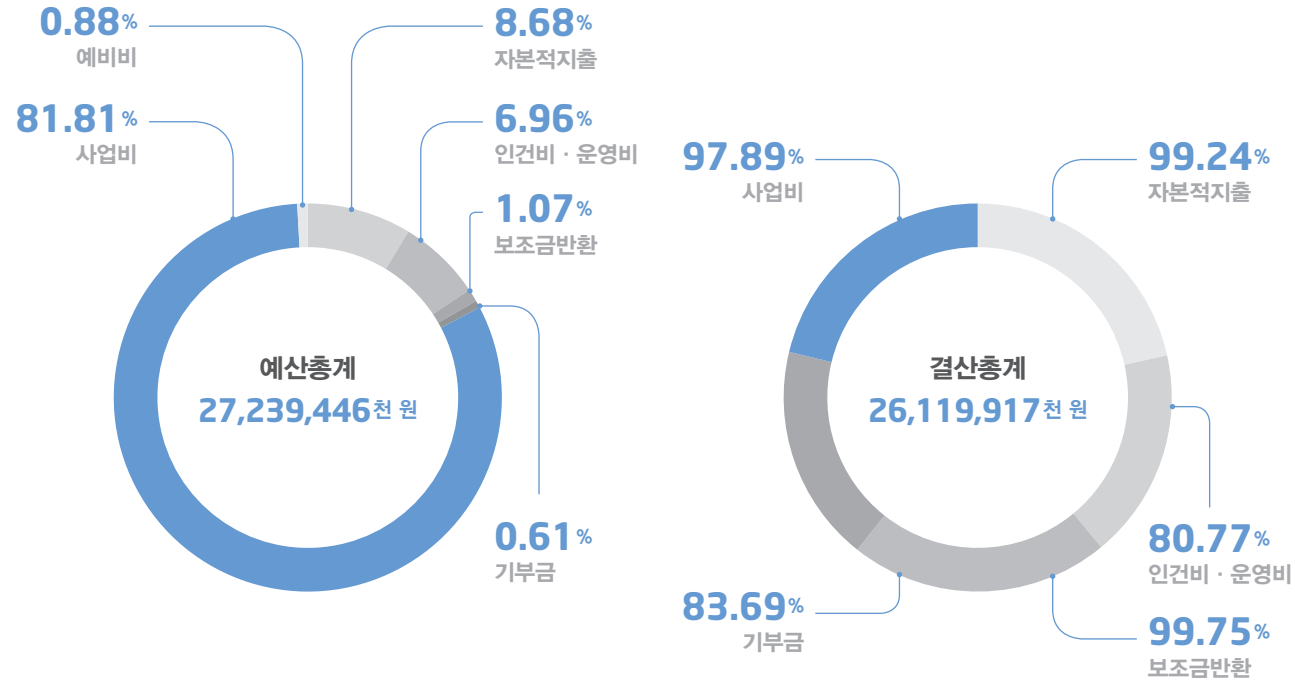 0.88%
예비비
8.68%
자본적지출
81.81%
사업비
6.96%
인건비 · 운영비
1.07%
보조금반환
예산총계
27,239,446천 원
0.61%
기부금
97.89%
사업비
99.24%
자본적지출
결산총계
26,119,917천 원
80.77%
인건비 · 운영비
83.69%
기부금
99.75%
보조금반환